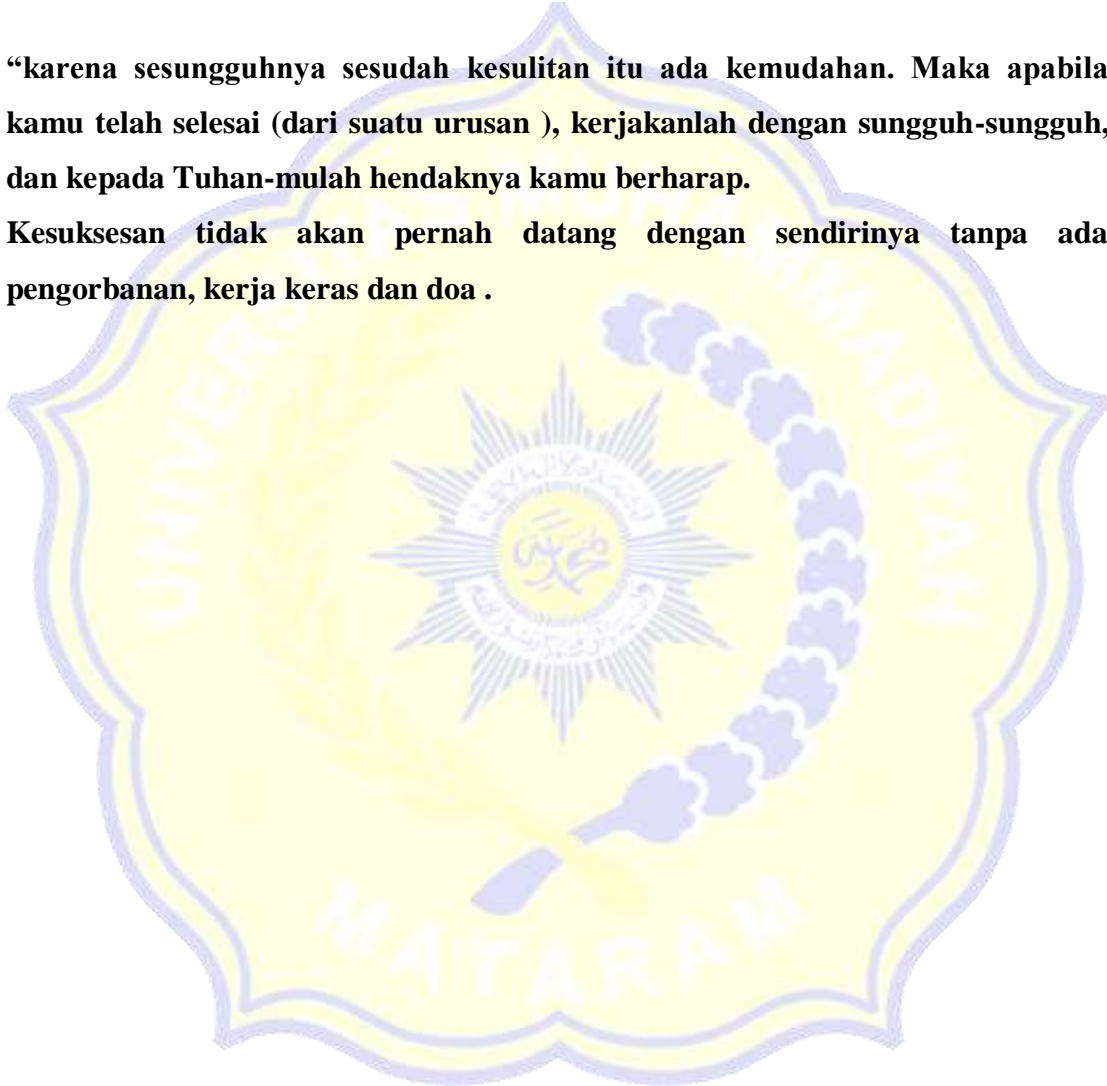 “karena sesungguhnya sesudah kesulitan itu ada kemudahan. Maka apabila
kamu telah selesai (dari suatu urusan ), kerjakanlah dengan sungguh-sungguh,
dan kepada Tuhan-mulah hendaknya kamu berharap.
Kesuksesan tidak akan pernah datang dengan sendirinya tanpa ada
pengorbanan, kerja keras dan doa .
UNIVERSITAS MUHAMMADIYAH
MATARAM